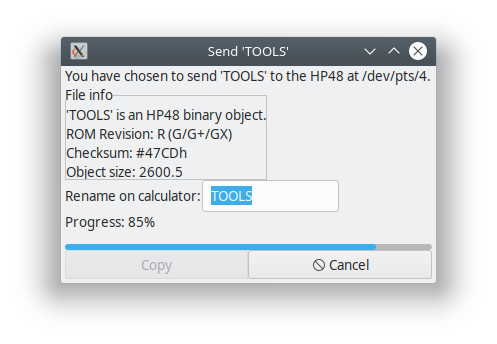 Send 'TOOLS'
You have chosen to send 'TOOLS' to the HP48 at /dev/pts/4.
File info
'TOOLS' is an HP48 binary object.
ROM Revision: R (G/G+/GX)
Checksum: #47CDh
Object size: 2600.5
Rename on calculator: TOOLS
Progress: 85%
Copy Cancel